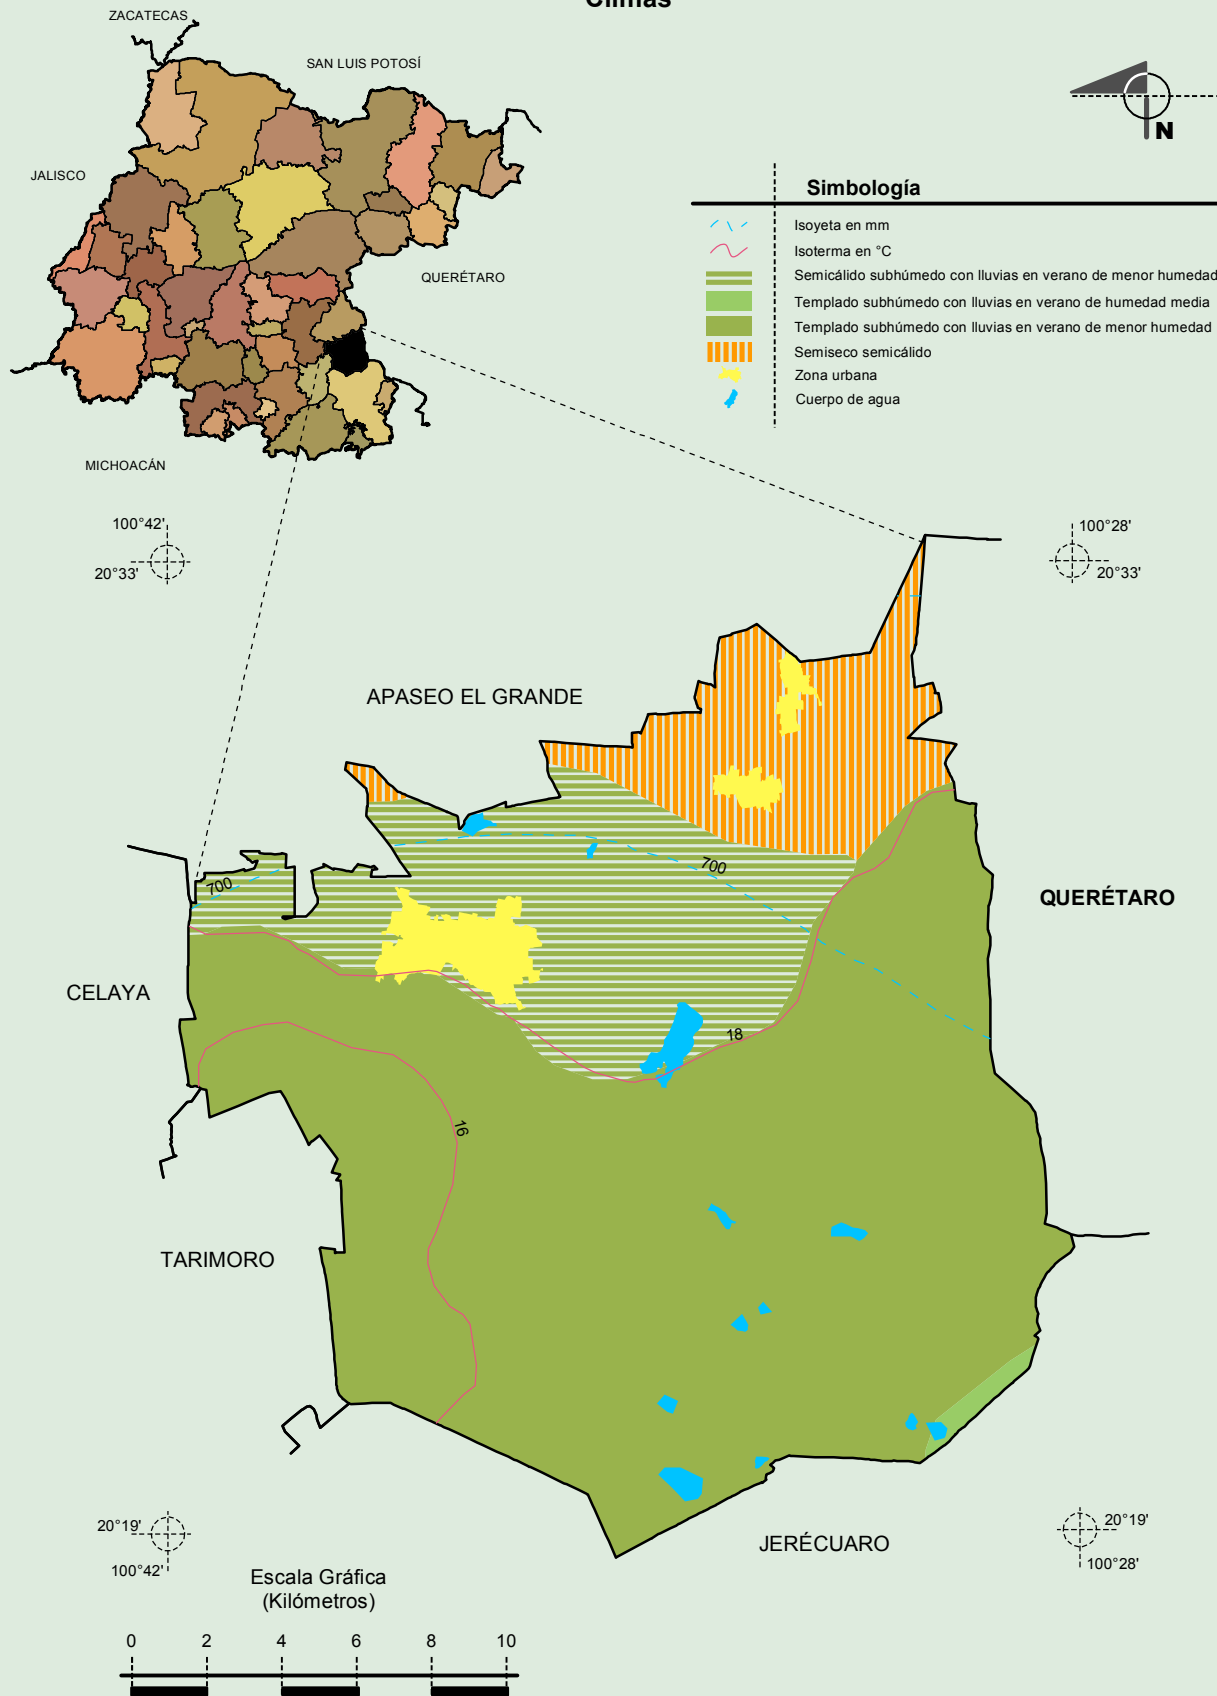 Climas
ZACATECAS
SAN LUIS POTOSÍ
JALISCO
QUERÉTARO
MICHOACÁN
N
Simbología
Isoyeta en mm
Isoterma en °C
Semicálido subhúmedo con lluvias en verano de menor humedad
Templado subhúmedo con lluvias en verano de humedad media
Templado subhúmedo con lluvias en verano de menor humedad
Semiseco semicálido
Zona urbana
Cuerpo de agua
100°42'
20°33'
100°28'
20°33'
APASEO EL GRANDE
700
700
QUERÉTARO
CELAYA
18
16
TARIMORO
JERÉCUARO
20°19'
100°42'
20°19'
100°28'
Escala Gráfica
(Kilómetros)
0 2 4 6 8 10